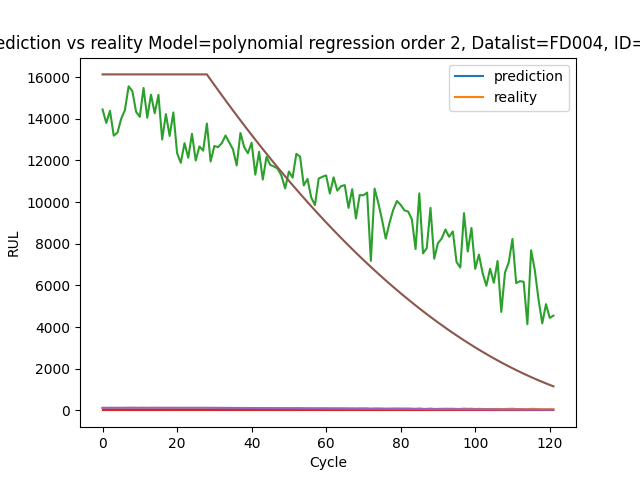 ediction vs reality Model=polynomial regression order 2, Datalist=FD004, ID=
prediction
reality
RUL
16000
14000
12000
10000
8000
6000
4000
2000
0
0 20 40 60 80 100 120
Cycle